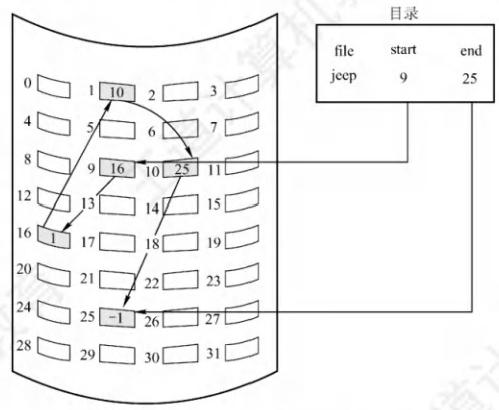 目录
file start end
jeep 9 25
0 1 10 2 3
4 5 6 7
8 9 16 10 25 11
12 13 14 15
16 1 17 18 19
20 21 22 23
24 25 -1 26 27
28 29 30 31